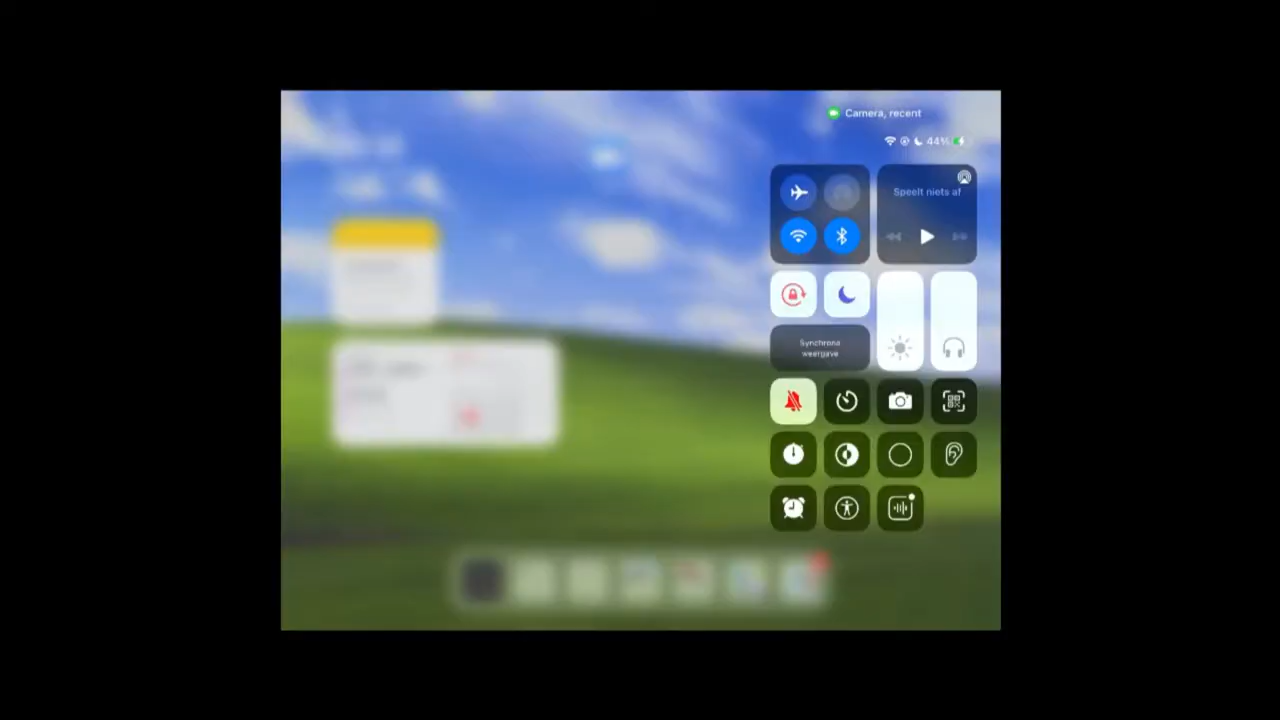 Camera, recent
44%
Speelt niets af
Synchrone
weergave